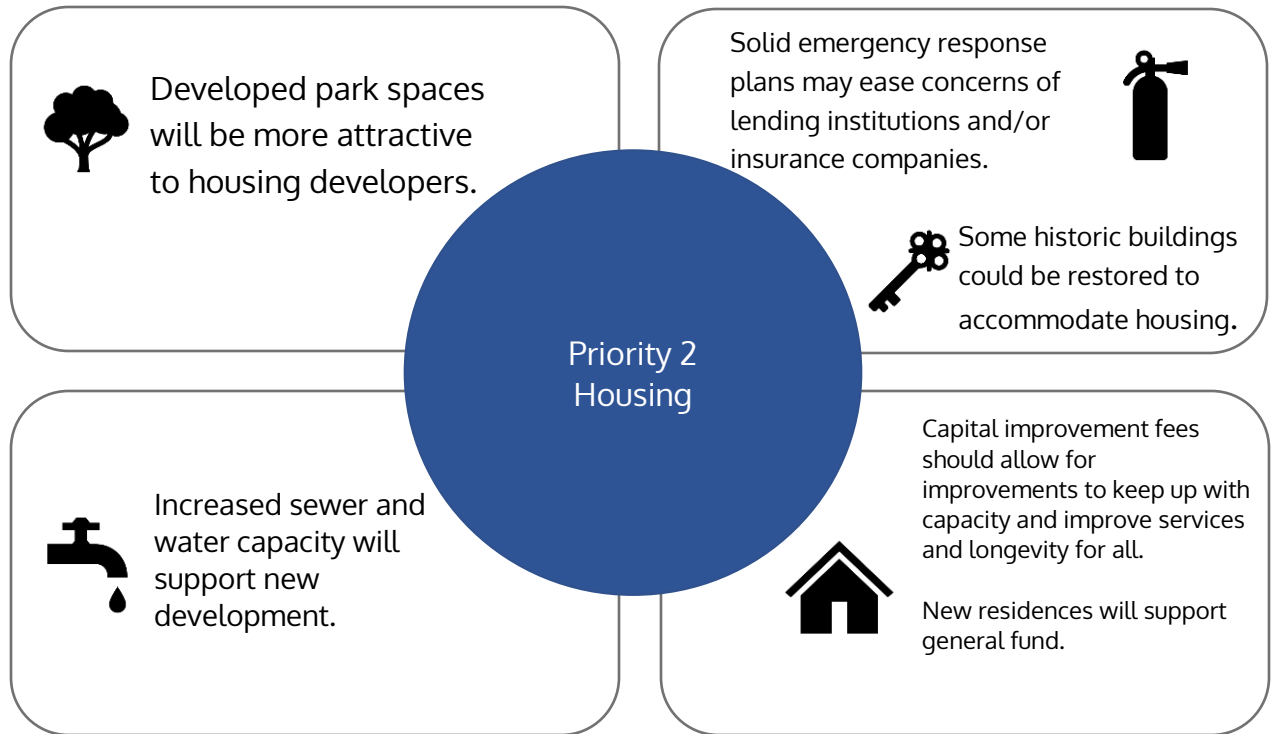 Developed park spaces
will be more attractive
to housing developers.
Solid emergency response
plans may ease concerns of
lending institutions and/or
insurance companies.
Some historic buildings
could be restored to
accommodate housing.
Priority 2
Housing
Increased sewer and
water capacity will
support new
development.
Capital improvement fees
should allow for
improvements to keep up with
capacity and improve services
and longevity for all.
New residences will support
general fund.